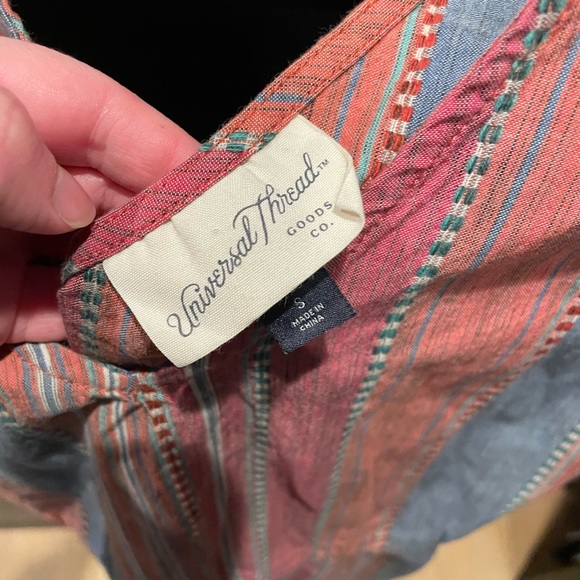 Universal Thread™
GOODS
CO.
S
MADE IN
CHINA